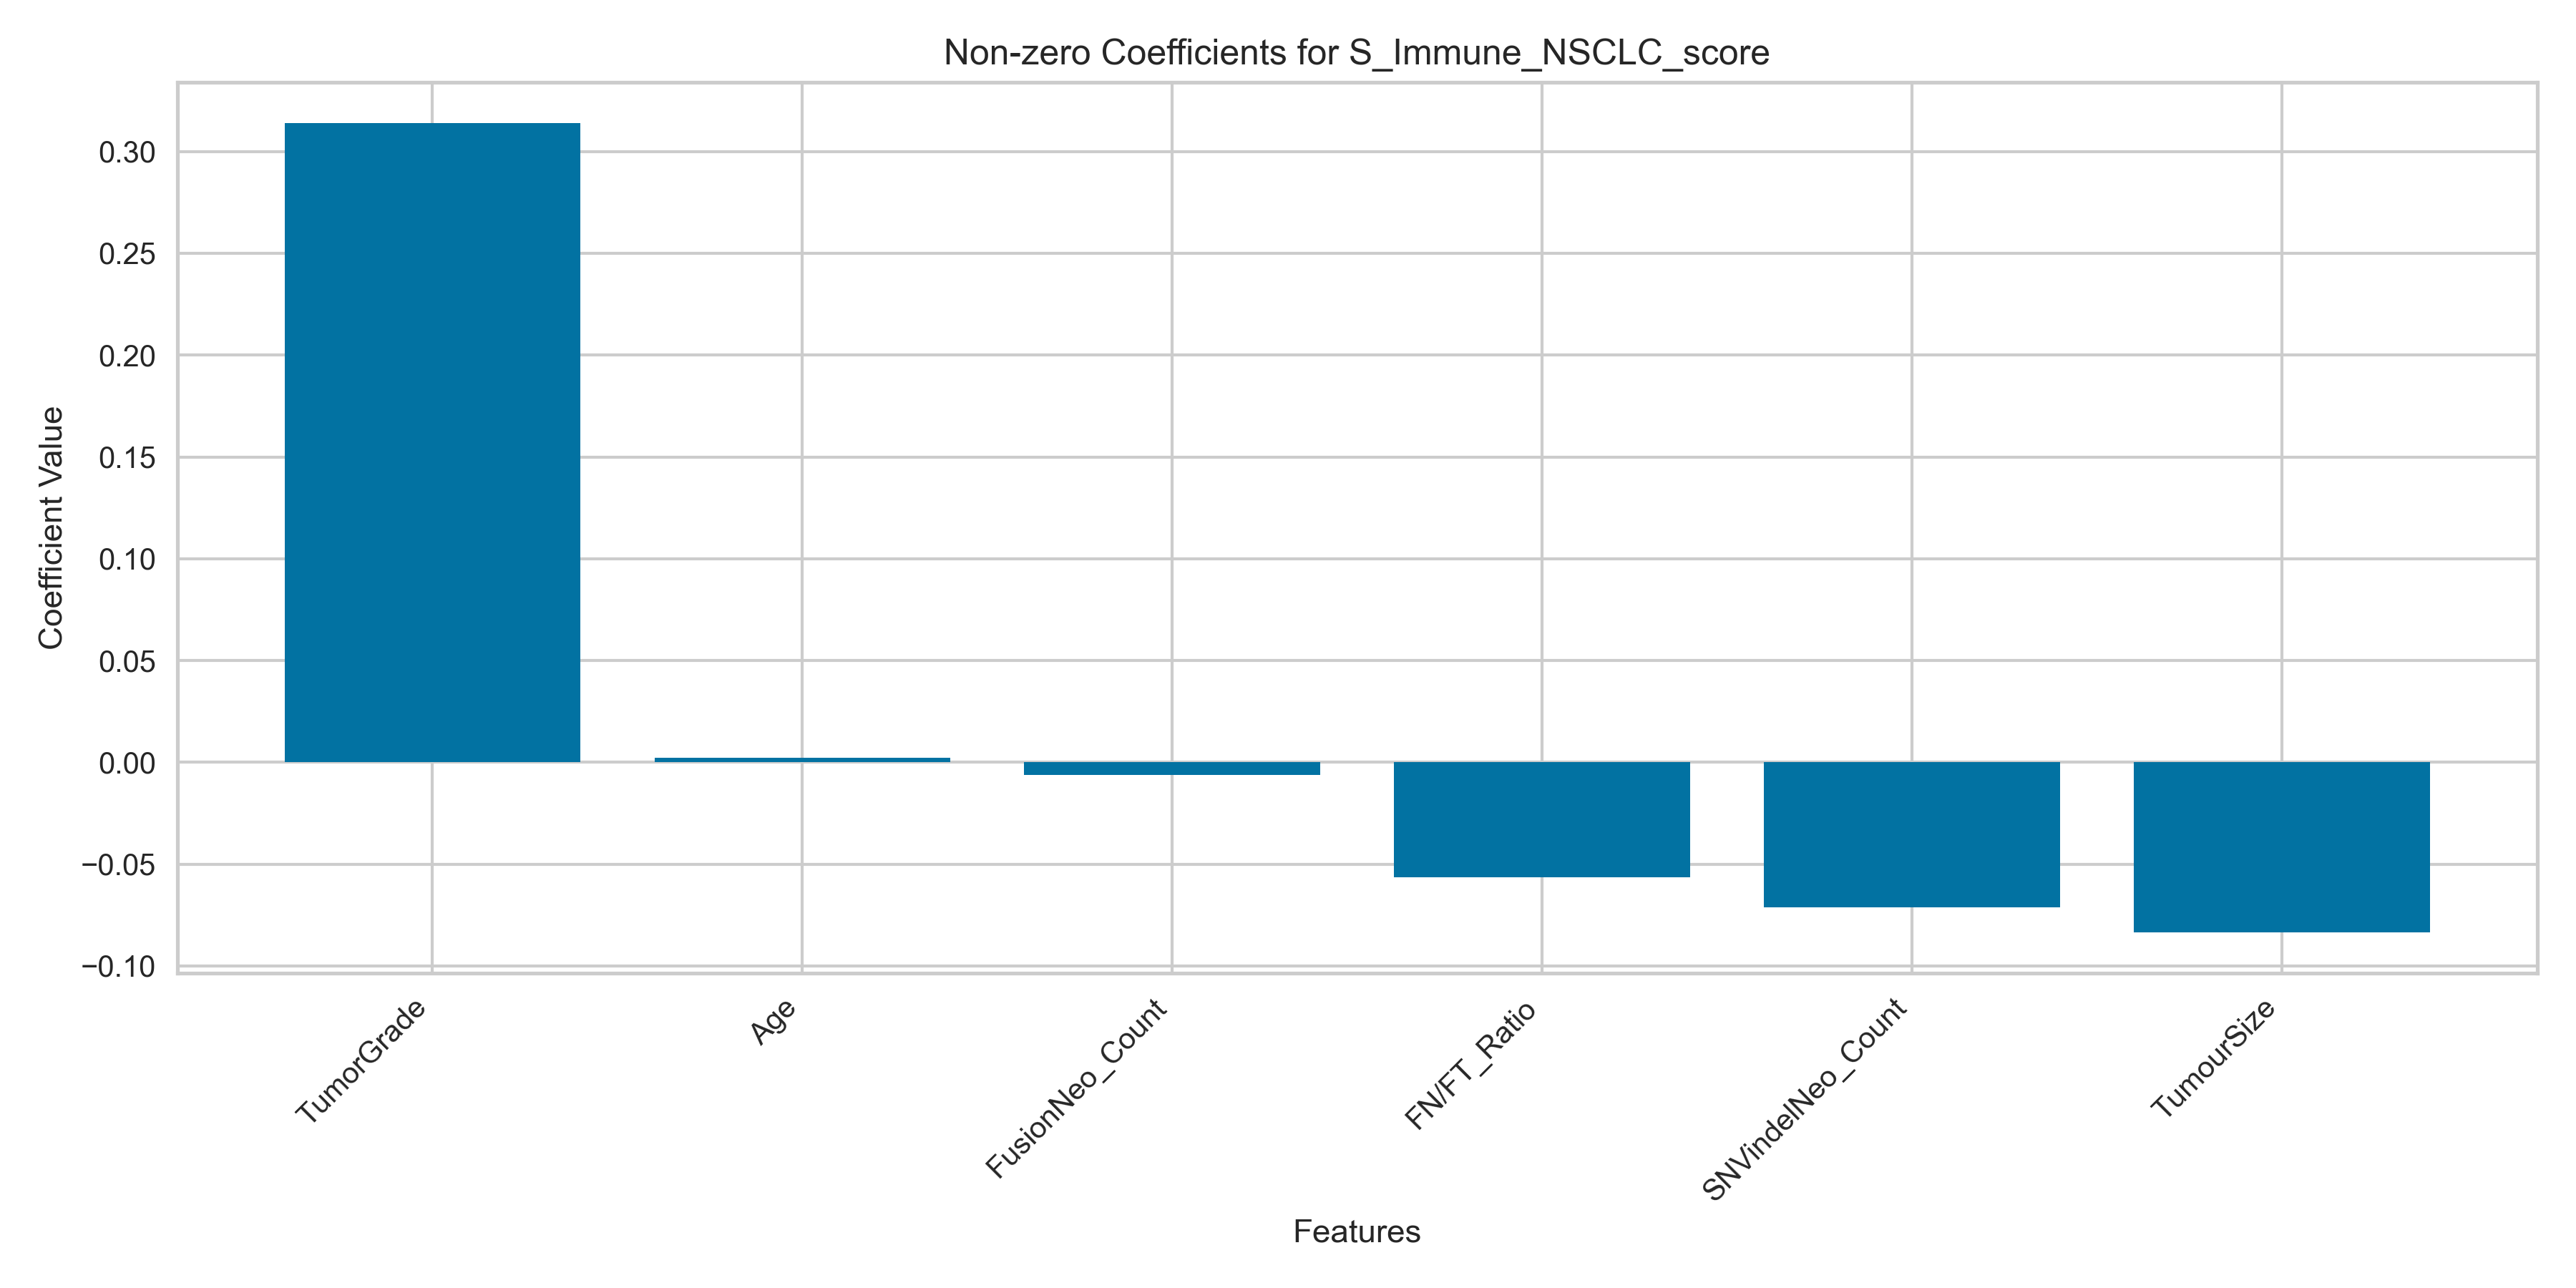 Non-zero Coefficients for S_Immune_NSCLC_score
Coefficient Value
0.30
0.25
0.20
0.15
0.10
0.05
0.00
−0.05
−0.10
TumorGrade
Age
FusionNeo_Count
FN/FT_Ratio
SNVindelNeo_Count
TumourSize
Features